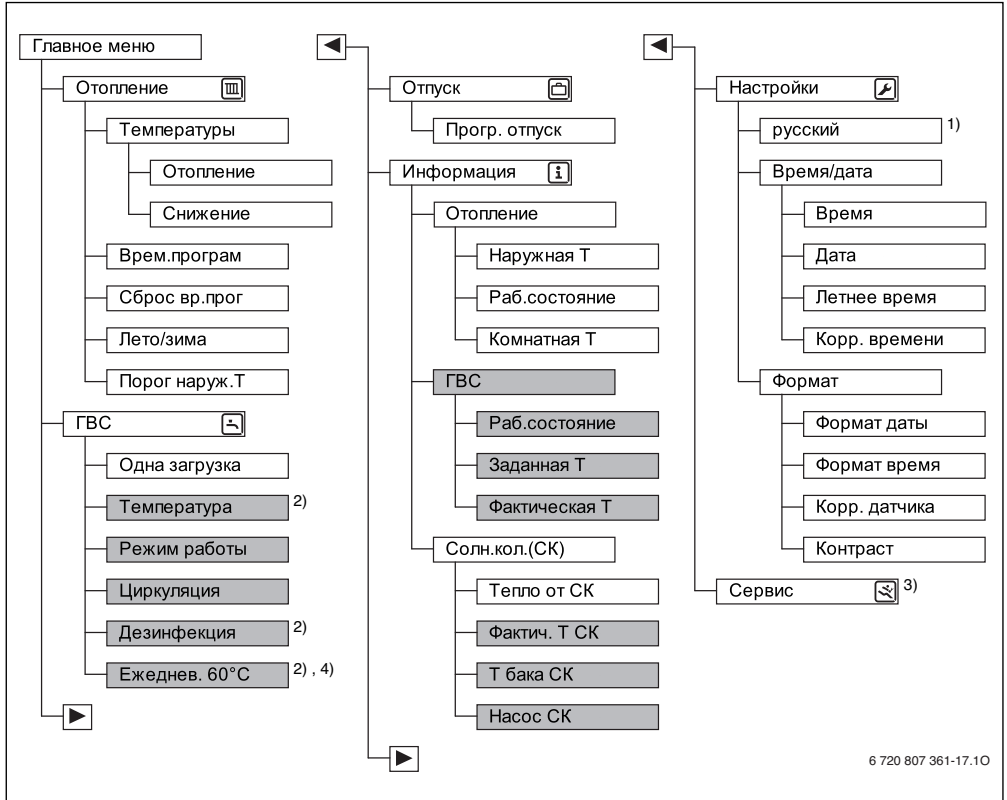 Главное меню
Отопление
Температуры
Отопление
Снижение
Врем.програм
Сброс вр.прог
Лето/зима
Порог наруж.Т
ГВС
Одна загрузка
Температура 2)
Режим работы
Циркуляция
Дезинфекция 2)
Ежеднев. 60°C 2) , 4)
Отпуск
Прогр. отпуск
Информация i
Отопление
Наружная Т
Раб.состояние
Комнатная Т
ГВС
Раб.состояние
Заданная Т
Фактическая Т
Солн.кол.(СК)
Тепло от СК
Фактич. Т СК
Т бака СК
Насос СК
Настройки
русский 1)
Время/дата
Время
Дата
Летнее время
Корр. времени
Формат
Формат даты
Формат время
Корр. датчика
Контраст
Сервис 3)
6 720 807 361-17.1O